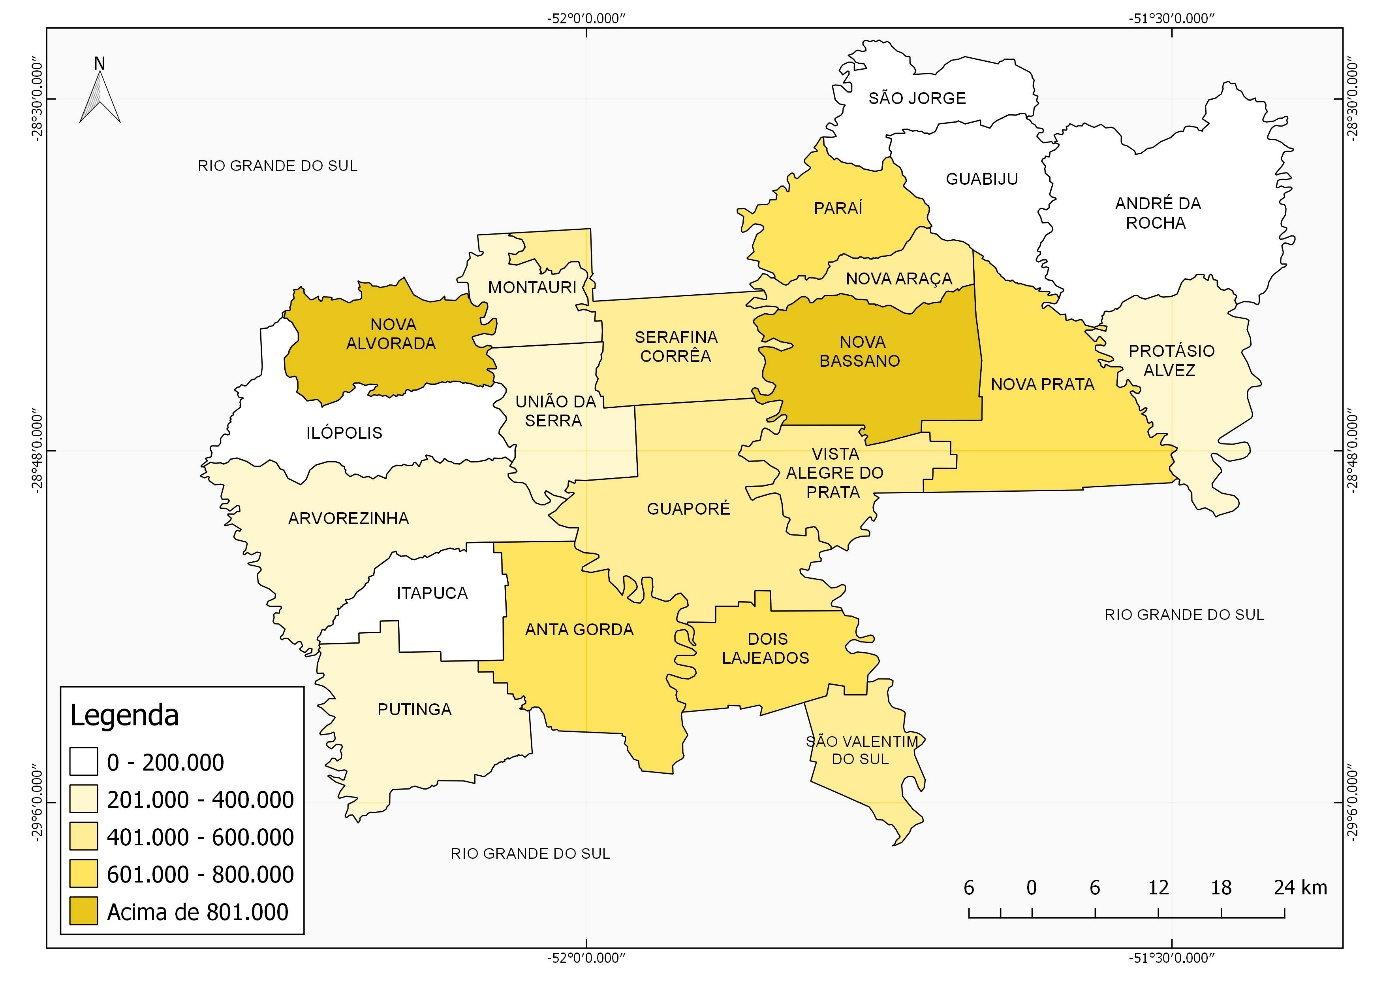 -52°0'0.000"
-51°30'0.000"
-28°30'0.000"
-28°30'0.000"
N
SÃO JORGE
RIO GRANDE DO SUL
GUABIJU
PARAÍ
ANDRÉ DA
ROCHA
NOVA ARAÇA
MONTAURI
NOVA
ALVORADA
SERAFINA
CORRÊA
NOVA
BASSANO
PROTÁSIO
ALVEZ
NOVA PRATA
UNIÃO DA
SERRA
ILÓPOLIS
-28°48'0.000"
-28°48'0.000"
VISTA
ALEGRE DO
PRATA
GUAPORÉ
ARVOREZINHA
ITAPUCA
ANTA GORDA
RIO GRANDE DO SUL
DOIS
LAJEADOS
PUTINGA
SÃO VALENTIM
DO SUL
Legenda
0 - 200.000
201.000 - 400.000
401.000 - 600.000
601.000 - 800.000
Acima de 801.000
-29°6'0.000"
-29°6'0.000"
RIO GRANDE DO SUL
6 0 6 12 18 24 km
-52°0'0.000"
-51°30'0.000"